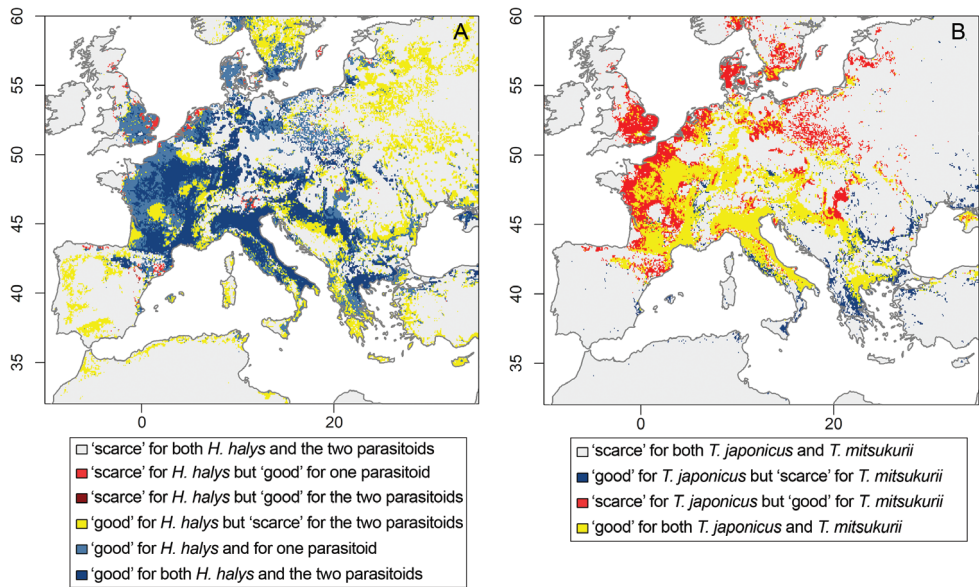 A
60
55
50
45
40
35
0
20
‘scarce’ for both H. halys and the two parasitoids
‘scarce’ for H. halys but ‘good’ for one parasitoid
‘scarce’ for H. halys but ‘good’ for the two parasitoids
‘good’ for H. halys but ‘scarce’ for the two parasitoids
‘good’ for H. halys and for one parasitoid
‘good’ for both H. halys and the two parasitoids
B
60
55
50
45
40
35
0
20
‘scarce’ for both T. japonicus and T. mitsukurii
‘good’ for T. japonicus but ‘scarce’ for T. mitsukurii
‘scarce’ for T. japonicus but ‘good’ for T. mitsukurii
‘good’ for both T. japonicus and T. mitsukurii